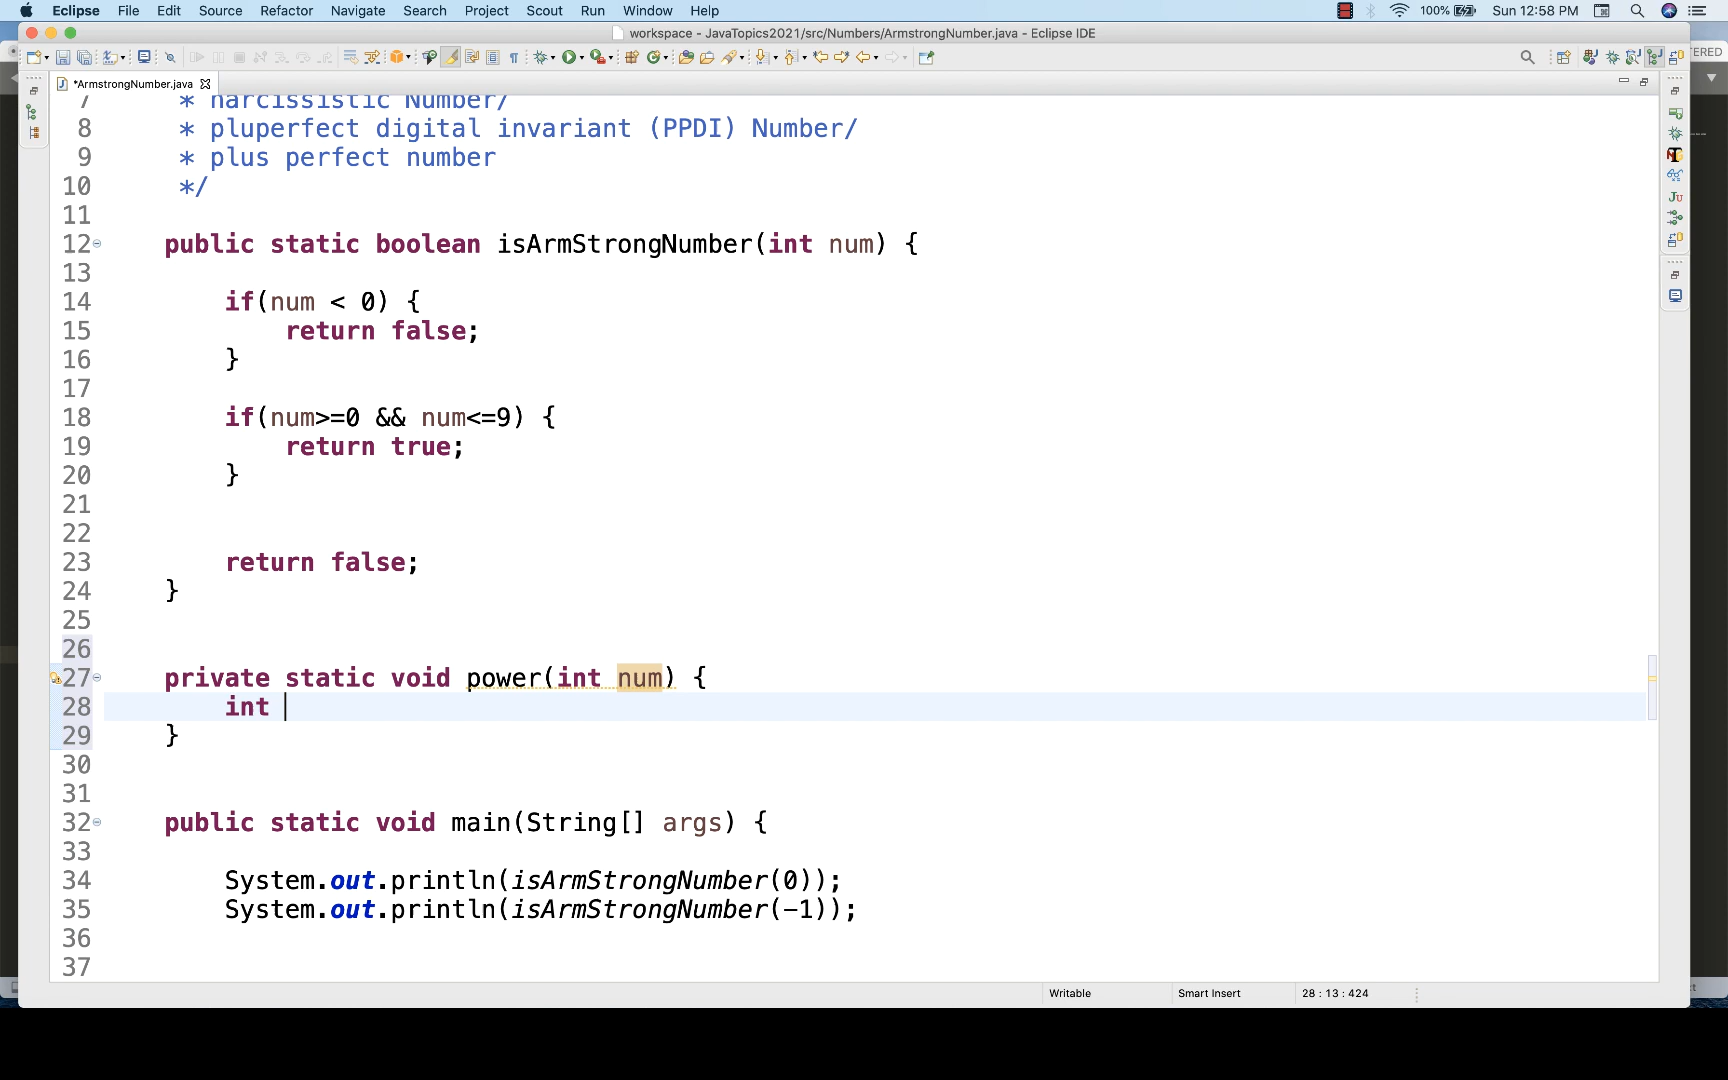 Eclipse File Edit Source Refactor Navigate Search Project Scout Run Window Help 100% Sun 12:58 PM
workspace - JavaTopics2021/src/Numbers/ArmstrongNumber.java - Eclipse IDE
ERED
*ArmstrongNumber.java
7 * narcissistic Number/
8 * pluperfect digital invariant (PPDI) Number/
9 * plus perfect number
10 */
11
12 public static boolean isArmStrongNumber(int num) {
13
14 if(num < 0) {
15 return false;
16 }
17
18 if(num>=0 && num<=9) {
19 return true;
20 }
21
22
23 return false;
24 }
25
26
27 private static void power(int num) {
28 int
29 }
30
31
32 public static void main(String[] args) {
33
34 System.out.println(isArmStrongNumber(0));
35 System.out.println(isArmStrongNumber(-1));
36
37
Writable Smart Insert 28 : 13 : 424